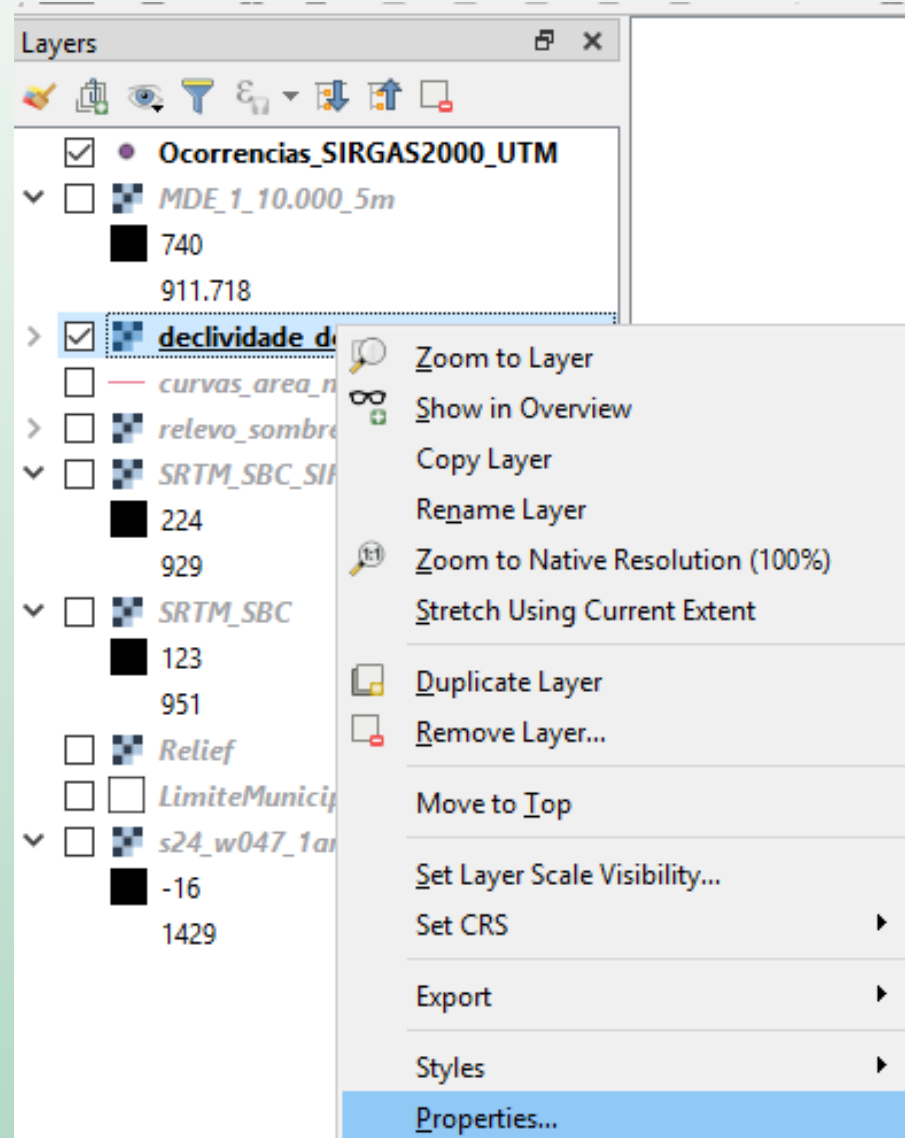 Layers
Ocorrencias_SIRGAS2000_UTM
MDE_1_10.000_5m
740
911.718
declividade_de
Zoom to Layer
curvas_area_n
Show in Overview
relevo_sombre
Copy Layer
SRTM_SBC_SIR
Rename Layer
224
Zoom to Native Resolution (100%)
929
Stretch Using Current Extent
SRTM_SBC
123
Duplicate Layer
951
Remove Layer...
Relief
LimiteMunicip
Move to Top
s24_w047_1ar
Set Layer Scale Visibility...
-16
Set CRS
1429
Export
Styles
Properties...